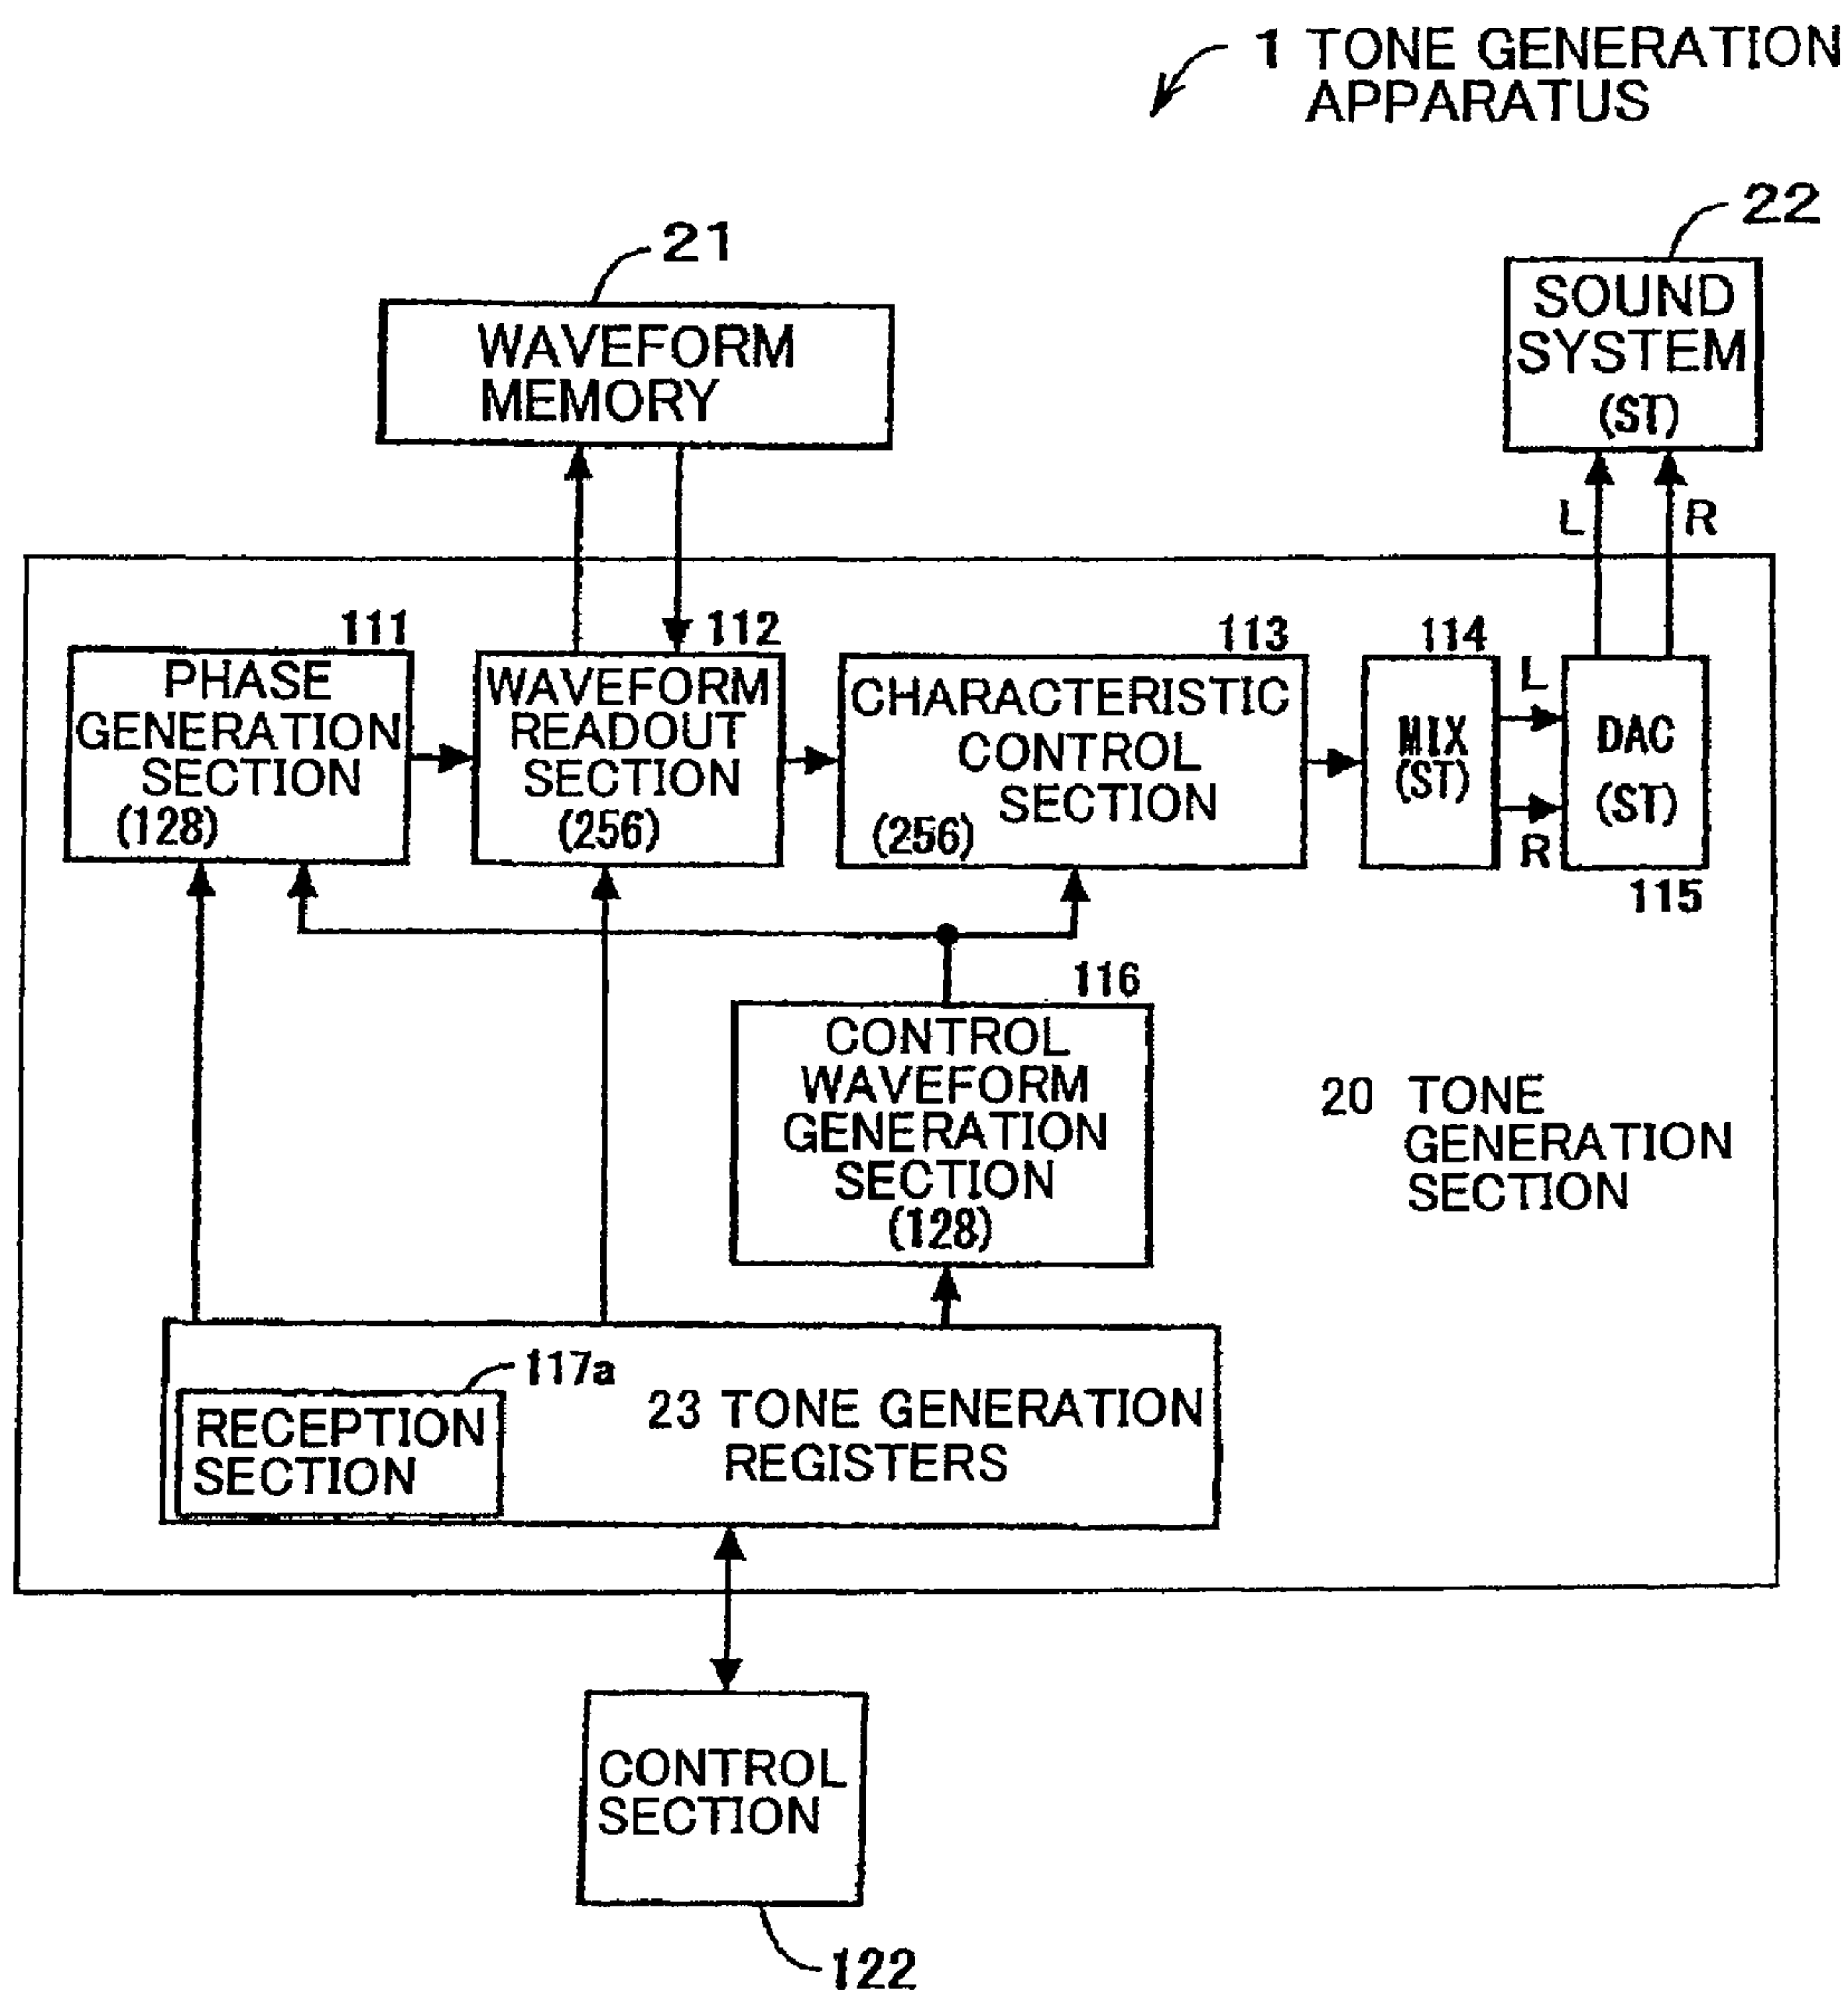 1 TONE GENERATION
APPARATUS
22
21
SOUND
SYSTEM
(ST)
WAVEFORM
MEMORY
L
R
111
112
113
114
PHASE
GENERATION
SECTION
(128)
WAVEFORM
READOUT
SECTION
(256)
CHARACTERISTIC
CONTROL
SECTION
(256)
MIX
(ST)
L
R
DAC
(ST)
115
116
CONTROL
WAVEFORM
GENERATION
SECTION
(128)
20 TONE
GENERATION
SECTION
117a
RECEPTION
SECTION
23 TONE GENERATION
REGISTERS
CONTROL
SECTION
122